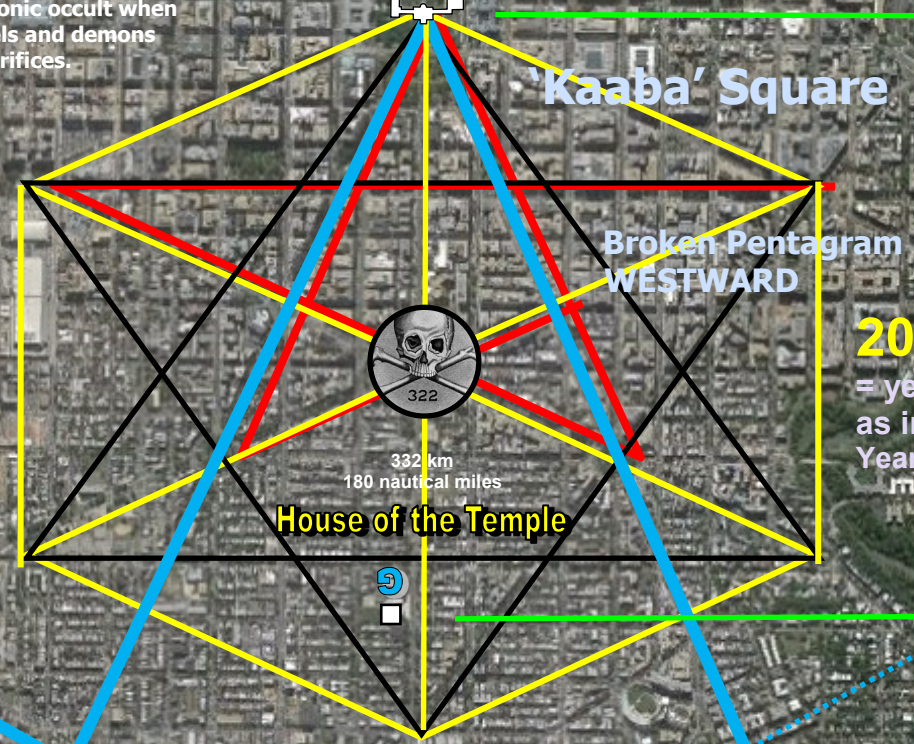 onic occult when
ls and demons
rifices.
‘Kaaba’ Square
Broken Pentagram
WESTWARD
20
= ye
as i
Year
322
332 km
180 nautical miles
House of the Temple
G